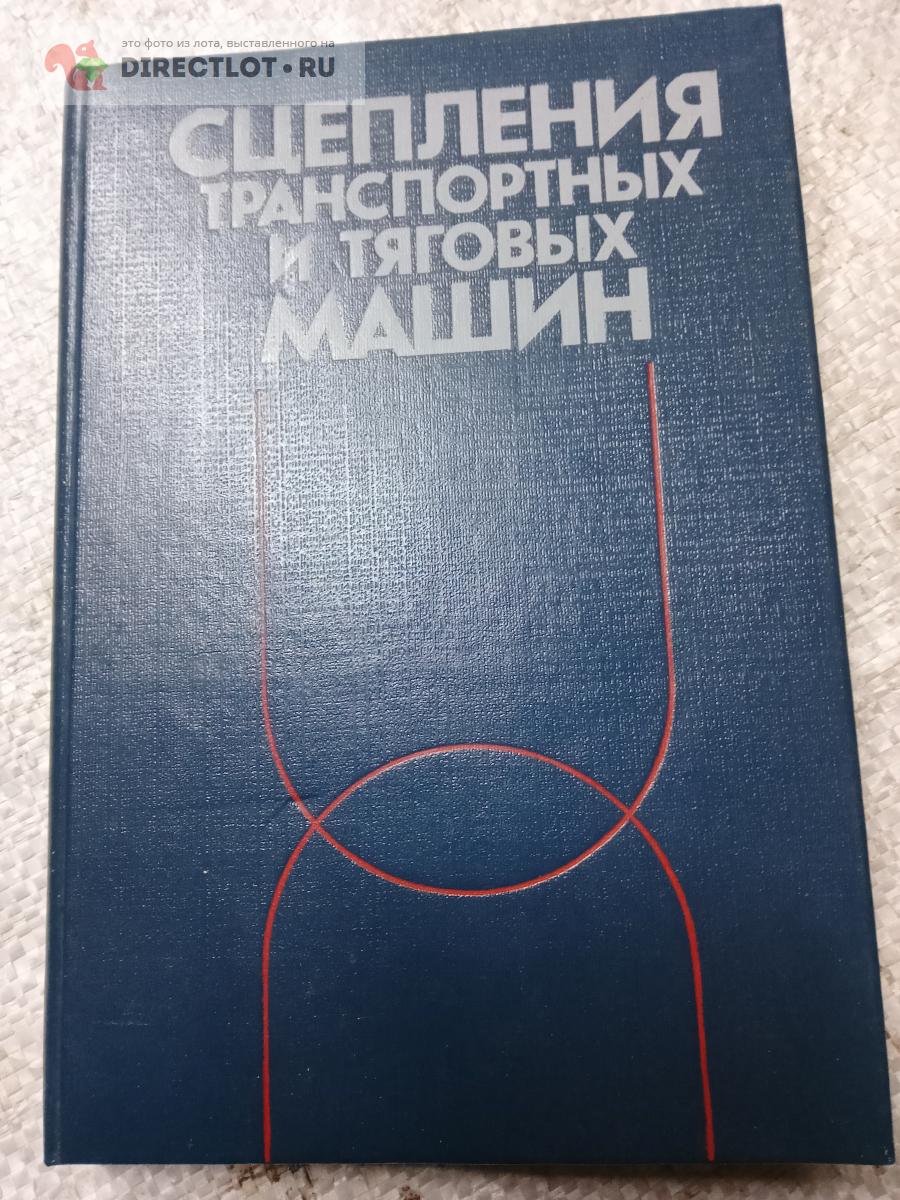 это фото из лота, выставленного на
DIRECTLOT•RU
СЦЕПЛЕНИЯ
ТРАНСПОРТНЫХ
И ТЯГОВЫХ
МАШИН